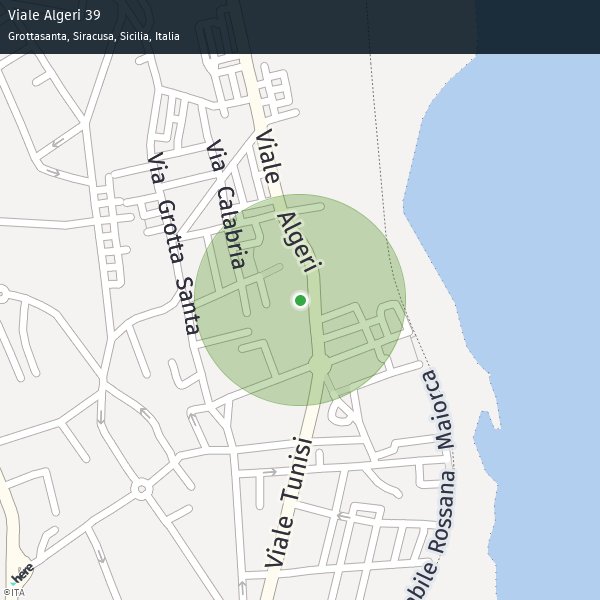 Viale Algeri 39
Grottasanta, Siracusa, Sicilia, Italia
Viale Algeri
Via Calabria
Via Grotta Santa
Viale Tunisi
bile Rossana Maiorca
here
©ITA